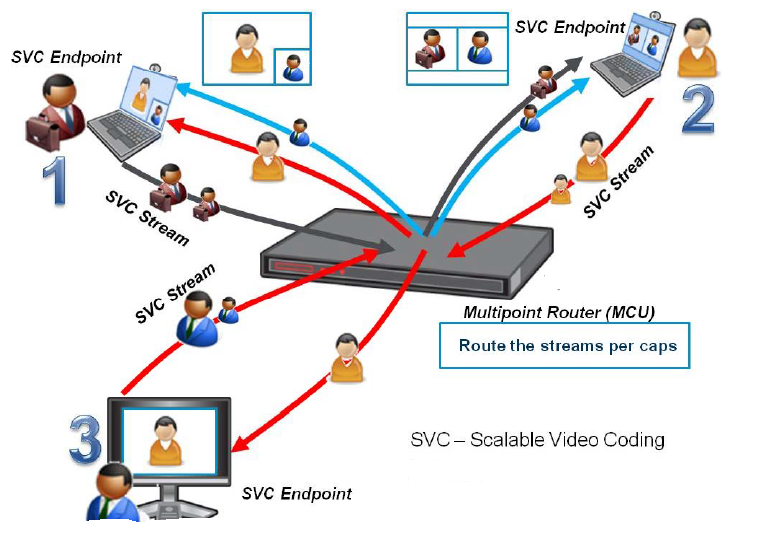 SVC Endpoint
SVC Endpoint
1
2
SVC Stream
SVC Stream
SVC Stream
Multipoint Router (MCU)
Route the streams per caps
3
SVC – Scalable Video Coding
SVC Endpoint